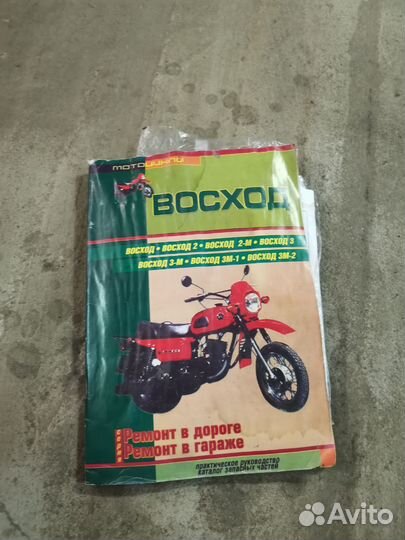 МОТОЦИКЛЫ
ВОСХОД
ВОСХОД • ВОСХОД 2 • ВОСХОД 2-М • ВОСХОД 3
ВОСХОД 3-М • ВОСХОД 3М-1 • ВОСХОД 3М-2
серия
Ремонт в дороге
Ремонт в гараже
практическое руководство
каталог запасных частей
Avito